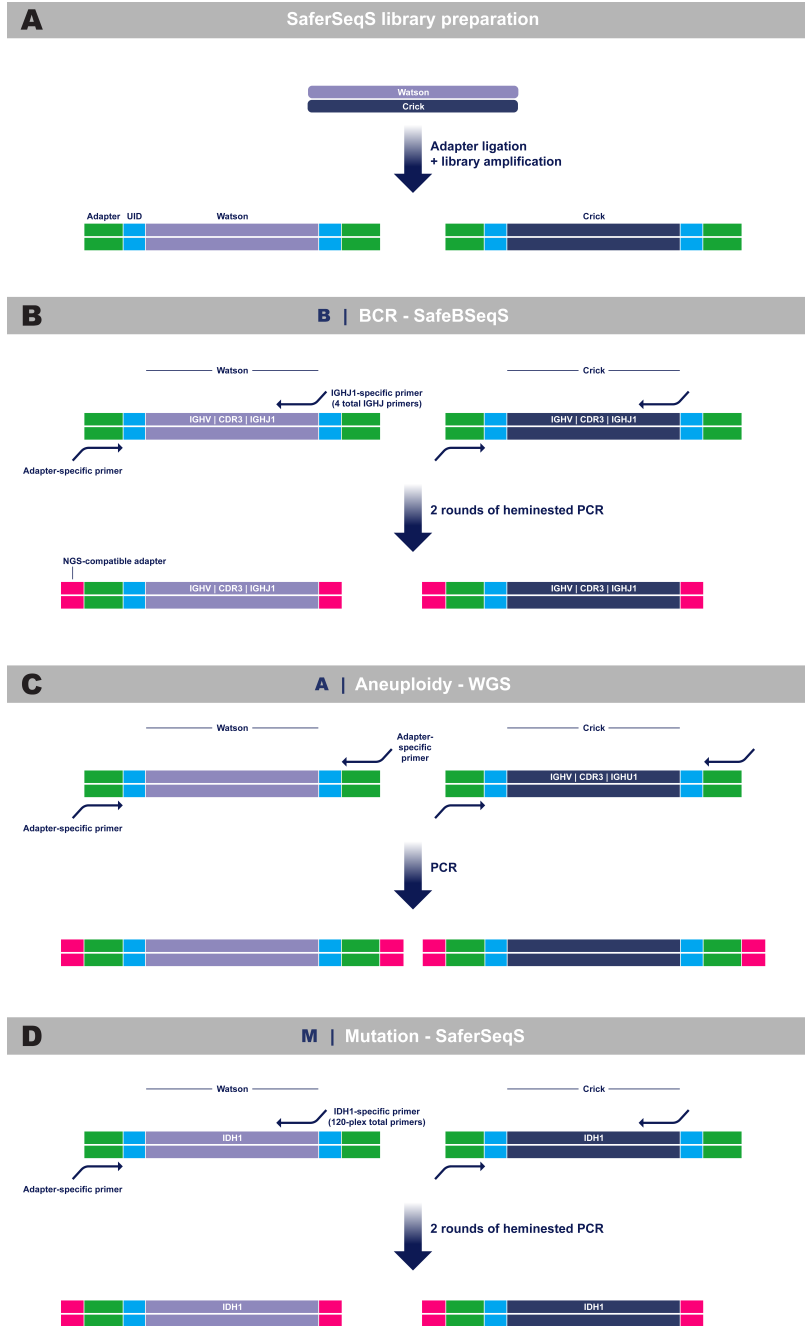 A SaferSeqS library preparation
Watson
Crick
Adapter ligation
+ library amplification
Adapter UID Watson Crick
B B | BCR - SafeBSeqS
Watson Crick
IGHJ1-specific primer
(4 total IGHJ primers)
IGHV | CDR3 | IGHJ1 IGHV | CDR3 | IGHJ1
Adapter-specific primer
2 rounds of heminested PCR
NGS-compatible adapter
IGHV | CDR3 | IGHJ1 IGHV | CDR3 | IGHJ1
C A | Aneuploidy - WGS
Watson Crick
Adapter-
specific
primer
IGHV | CDR3 | IGHU1
Adapter-specific primer
PCR
D M | Mutation - SaferSeqS
Watson Crick
IDH1-specific primer
(120-plex total primers)
IDH1 IDH1
Adapter-specific primer
2 rounds of heminested PCR
IDH1 IDH1